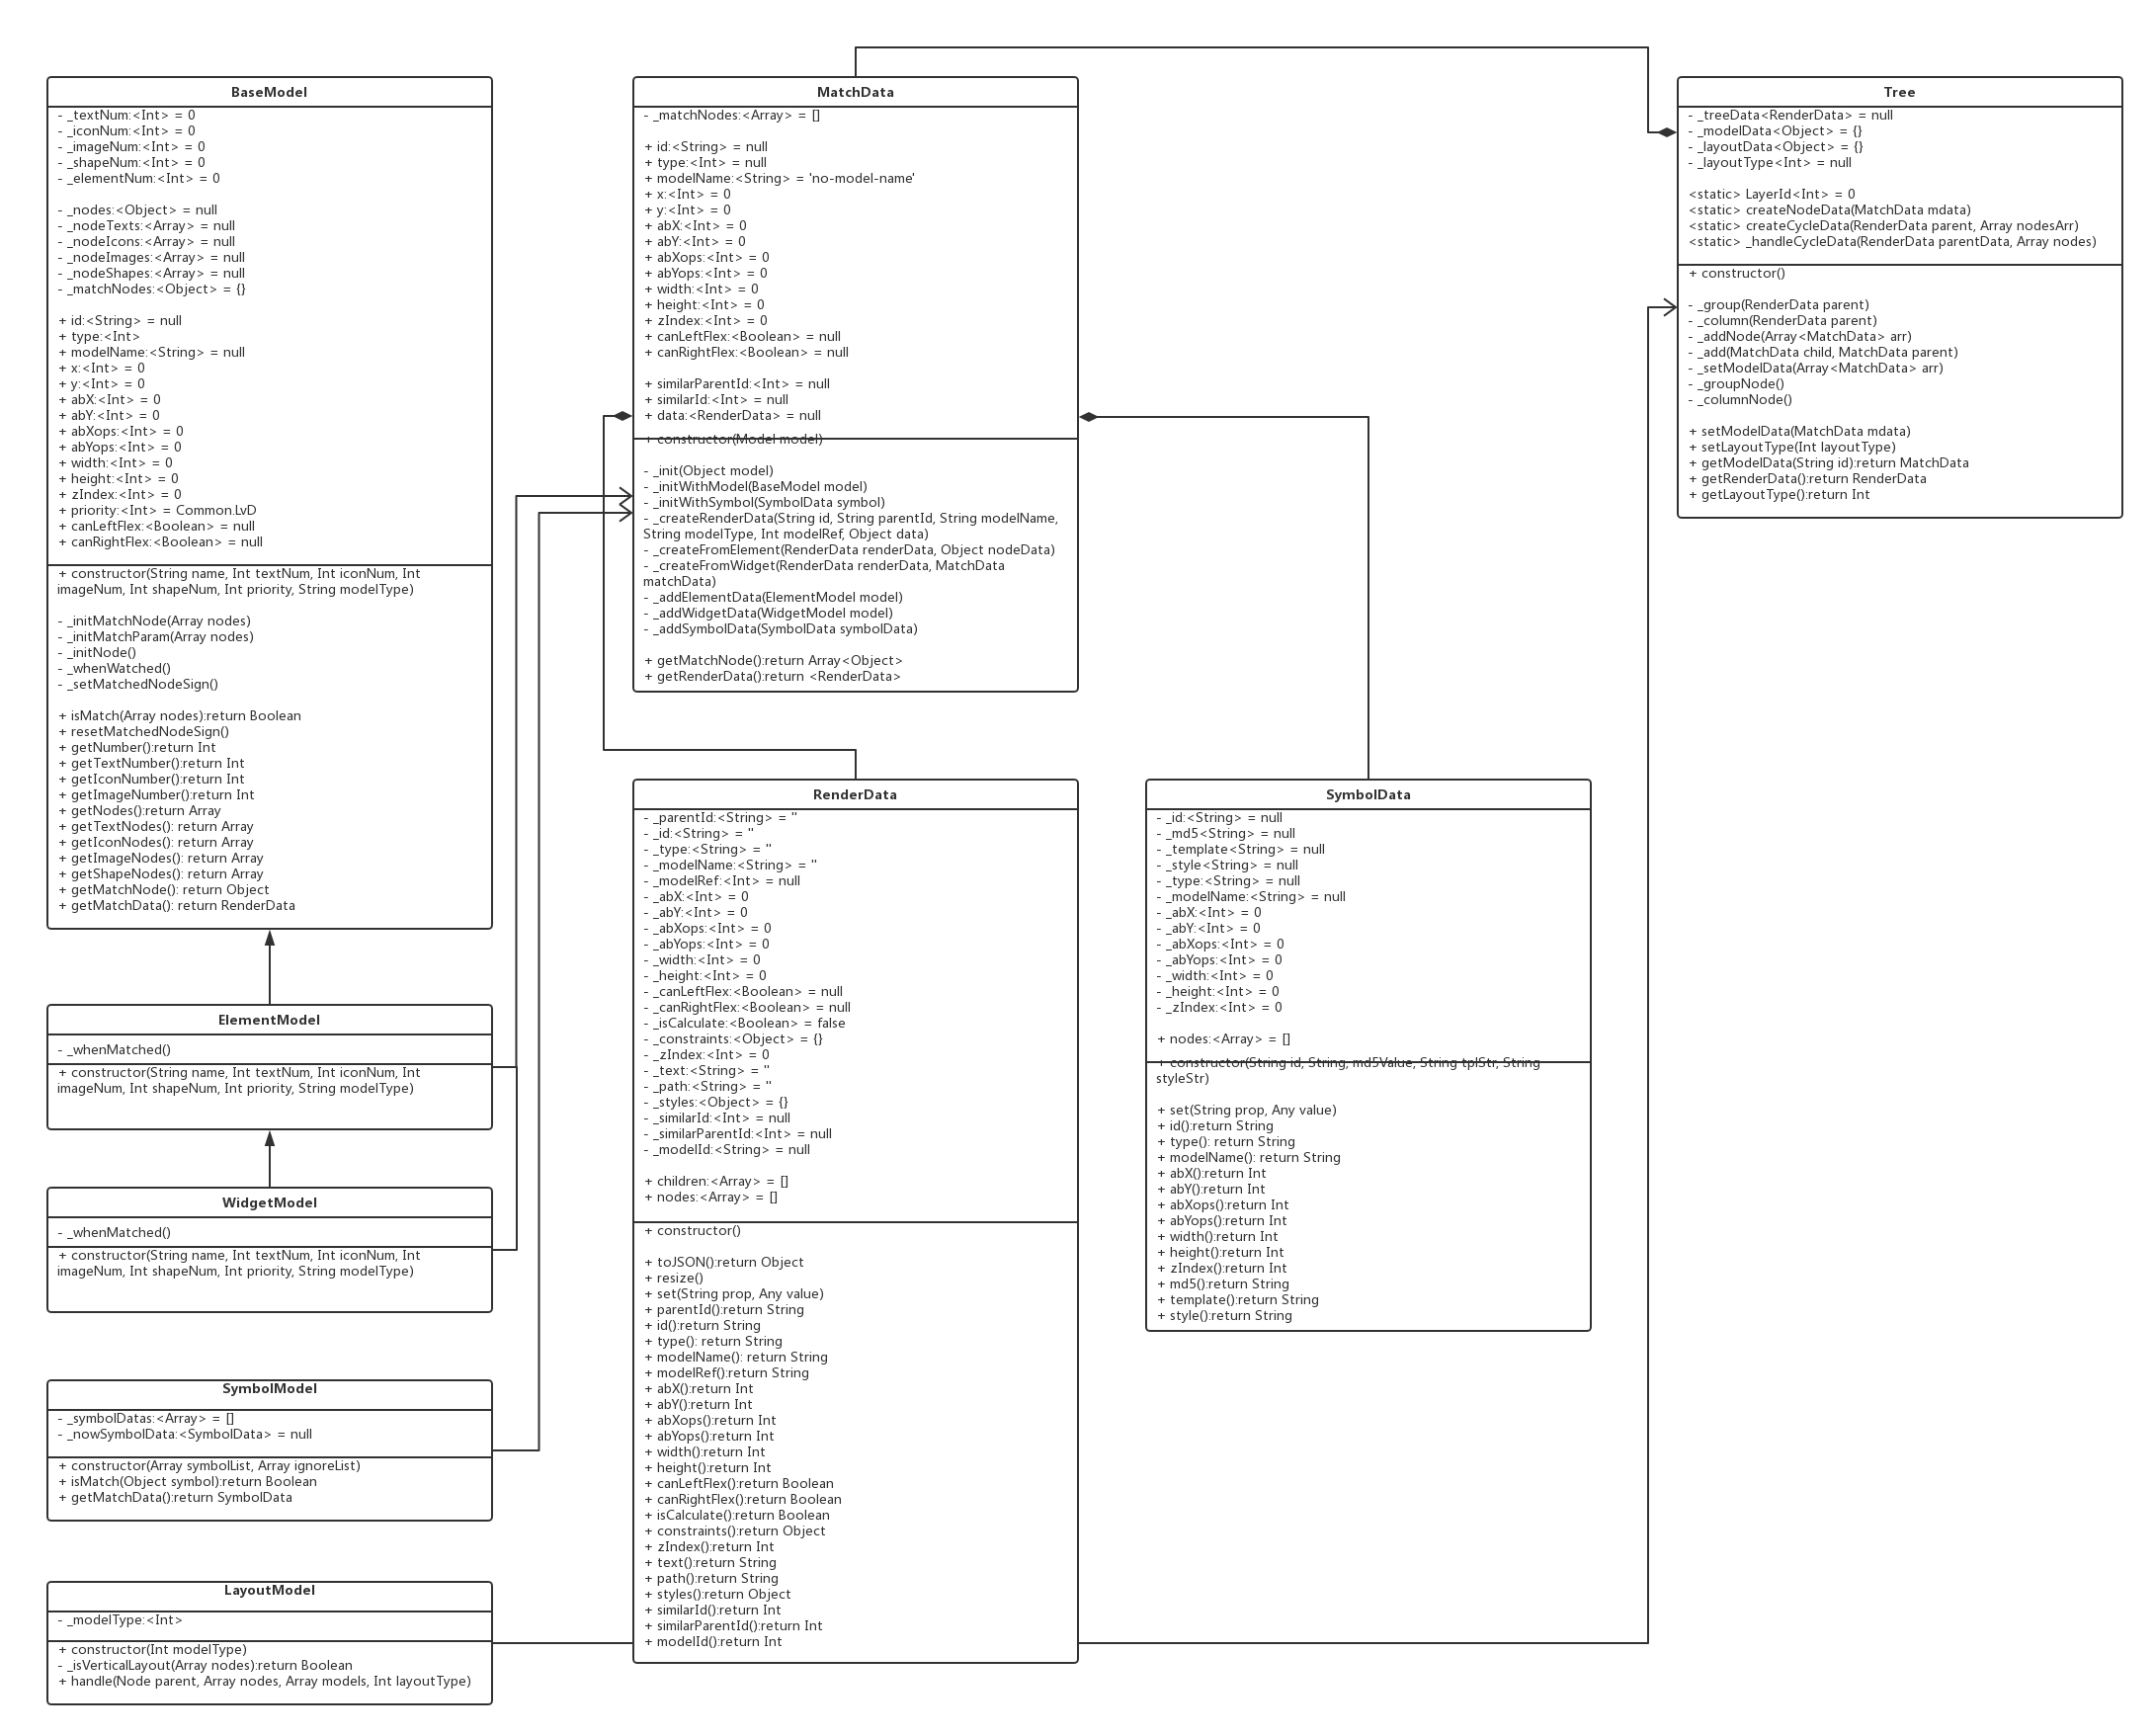 BaseModel
- _textNum:<Int> = 0
- _iconNum:<Int> = 0
- _imageNum:<Int> = 0
- _shapeNum:<Int> = 0
- _elementNum:<Int> = 0
- _nodes:<Object> = null
- _nodeTexts:<Array> = null
- _nodeIcons:<Array> = null
- _nodeImages:<Array> = null
- _nodeShapes:<Array> = null
- _matchNodes:<Object> = {}
+ id:<String> = null
+ type:<Int>
+ modelName:<String> = null
+ x:<Int> = 0
+ y:<Int> = 0
+ abX:<Int> = 0
+ abY:<Int> = 0
+ abXops:<Int> = 0
+ abYops:<Int> = 0
+ width:<Int> = 0
+ height:<Int> = 0
+ zIndex:<Int> = 0
+ priority:<Int> = Common.LvD
+ canLeftFlex:<Boolean> = null
+ canRightFlex:<Boolean> = null
+ constructor(String name, Int textNum, Int iconNum, Int
imageNum, Int shapeNum, Int priority, String modelType)
- _initMatchNode(Array nodes)
- _initMatchParam(Array nodes)
- _initNode()
- _whenWatched()
- _setMatchedNodeSign()
+ isMatch(Array nodes):return Boolean
+ resetMatchedNodeSign()
+ getNumber():return Int
+ getTextNumber():return Int
+ getIconNumber():return Int
+ getImageNumber():return Int
+ getNodes():return Array
+ getTextNodes(): return Array
+ getIconNodes(): return Array
+ getImageNodes(): return Array
+ getShapeNodes(): return Array
+ getMatchNode(): return Object
+ getMatchData(): return RenderData
ElementModel
- _whenMatched()
+ constructor(String name, Int textNum, Int iconNum, Int
imageNum, Int shapeNum, Int priority, String modelType)
WidgetModel
- _whenMatched()
+ constructor(String name, Int textNum, Int iconNum, Int
imageNum, Int shapeNum, Int priority, String modelType)
SymbolModel
- _symbolDatas:<Array> = []
- _nowSymbolData:<SymbolData> = null
+ constructor(Array symbolList, Array ignoreList)
+ isMatch(Object symbol):return Boolean
+ getMatchData():return SymbolData
LayoutModel
- _modelType:<Int>
+ constructor(Int modelType)
- _isVerticalLayout(Array nodes):return Boolean
+ handle(Node parent, Array nodes, Array models, Int layoutType)
MatchData
- _matchNodes:<Array> = []
+ id:<String> = null
+ type:<Int> = null
+ modelName:<String> = 'no-model-name'
+ x:<Int> = 0
+ y:<Int> = 0
+ abX:<Int> = 0
+ abY:<Int> = 0
+ abXops:<Int> = 0
+ abYops:<Int> = 0
+ width:<Int> = 0
+ height:<Int> = 0
+ zIndex:<Int> = 0
+ canLeftFlex:<Boolean> = null
+ canRightFlex:<Boolean> = null
+ similarParentId:<Int> = null
+ similarId:<Int> = null
+ data:<RenderData> = null
+ constructor(Model model)
- _init(Object model)
- _initWithModel(BaseModel model)
- _initWithSymbol(SymbolData symbol)
- _createRenderData(String id, String parentId, String modelName,
String modelType, Int modelRef, Object data)
- _createFromElement(RenderData renderData, Object nodeData)
- _createFromWidget(RenderData renderData, MatchData
matchData)
- _addElementData(ElementModel model)
- _addWidgetData(WidgetModel model)
- _addSymbolData(SymbolData symbolData)
+ getMatchNode():return Array<Object>
+ getRenderData():return <RenderData>
RenderData
- _parentId:<String> = ''
- _id:<String> = ''
- _type:<String> = ''
- _modelName:<String> = ''
- _modelRef:<Int> = null
- _abX:<Int> = 0
- _abY:<Int> = 0
- _abXops:<Int> = 0
- _abYops:<Int> = 0
- _width:<Int> = 0
- _height:<Int> = 0
- _canLeftFlex:<Boolean> = null
- _canRightFlex:<Boolean> = null
- _isCalculate:<Boolean> = false
- _constraints:<Object> = {}
- _zIndex:<Int> = 0
- _text:<String> = ''
- _path:<String> = ''
- _styles:<Object> = {}
- _similarId:<Int> = null
- _similarParentId:<Int> = null
- _modelId:<String> = null
+ children:<Array> = []
+ nodes:<Array> = []
+ constructor()
+ toJSON():return Object
+ resize()
+ set(String prop, Any value)
+ parentId():return String
+ id():return String
+ type(): return String
+ modelName(): return String
+ modelRef():return String
+ abX():return Int
+ abY():return Int
+ abXops():return Int
+ abYops():return Int
+ width():return Int
+ height():return Int
+ canLeftFlex():return Boolean
+ canRightFlex():return Boolean
+ isCalculate():return Boolean
+ constraints():return Object
+ zIndex():return Int
+ text():return String
+ path():return String
+ styles():return Object
+ similarId():return Int
+ similarParentId():return Int
+ modelId():return Int
SymbolData
- _id:<String> = null
- _md5<String> = null
- _template<String> = null
- _style<String> = null
- _type:<String> = null
- _modelName:<String> = null
- _abX:<Int> = 0
- _abY:<Int> = 0
- _abXops:<Int> = 0
- _abYops:<Int> = 0
- _width:<Int> = 0
- _height:<Int> = 0
- _zIndex:<Int> = 0
+ nodes:<Array> = []
+ constructor(String id, String, md5Value, String tplStr, String
styleStr)
+ set(String prop, Any value)
+ id():return String
+ type(): return String
+ modelName(): return String
+ abX():return Int
+ abY():return Int
+ abXops():return Int
+ abYops():return Int
+ width():return Int
+ height():return Int
+ zIndex():return Int
+ md5():return String
+ template():return String
+ style():return String
Tree
- _treeData<RenderData> = null
- _modelData<Object> = {}
- _layoutData<Object> = {}
- _layoutType<Int> = null
<static> LayerId<Int> = 0
<static> createNodeData(MatchData mdata)
<static> createCycleData(RenderData parent, Array nodesArr)
<static> _handleCycleData(RenderData parentData, Array nodes)
+ constructor()
- _group(RenderData parent)
- _column(RenderData parent)
- _addNode(Array<MatchData> arr)
- _add(MatchData child, MatchData parent)
- _setModelData(Array<MatchData> arr)
- _groupNode()
- _columnNode()
+ setModelData(MatchData mdata)
+ setLayoutType(Int layoutType)
+ getModelData(String id):return MatchData
+ getRenderData():return RenderData
+ getLayoutType():return Int